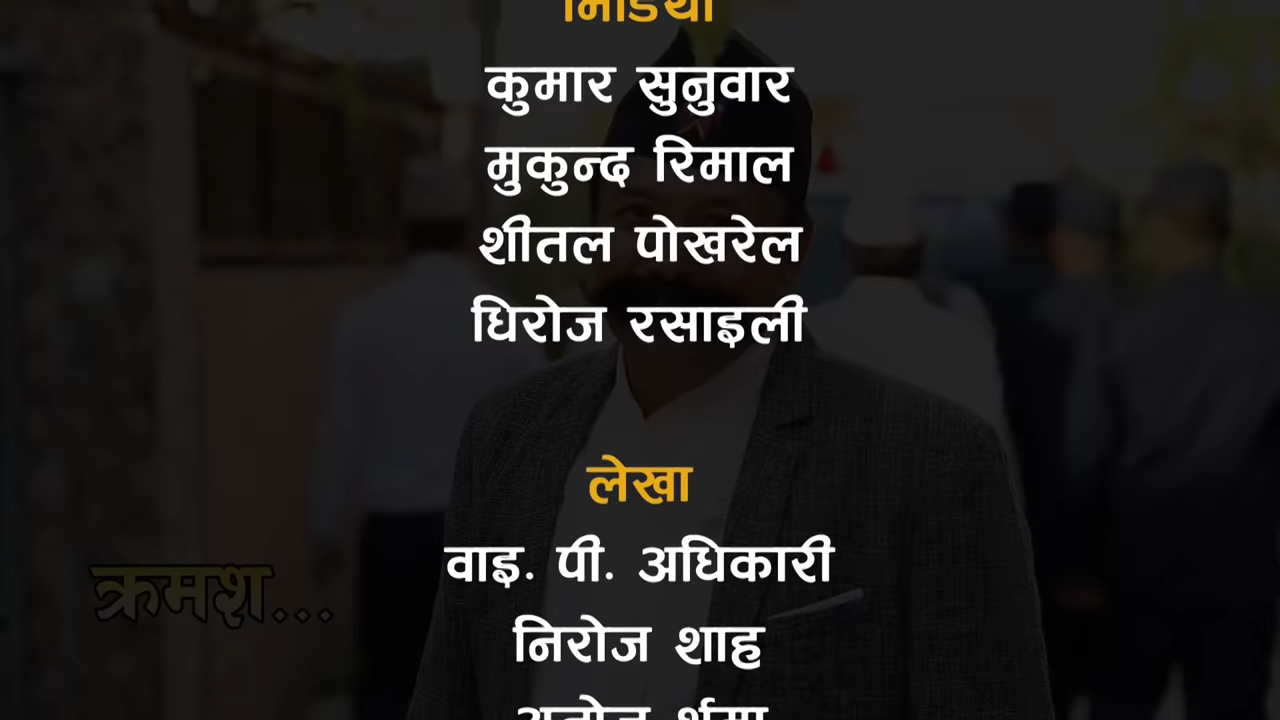 मिडिया
कुमार सुनुवार
मुकुन्द रिमाल
शीतल पोखरेल
धिरोज रसाइली
लेखा
वाइ. पी. अधिकारी
निरोज शाह
क्रमश...